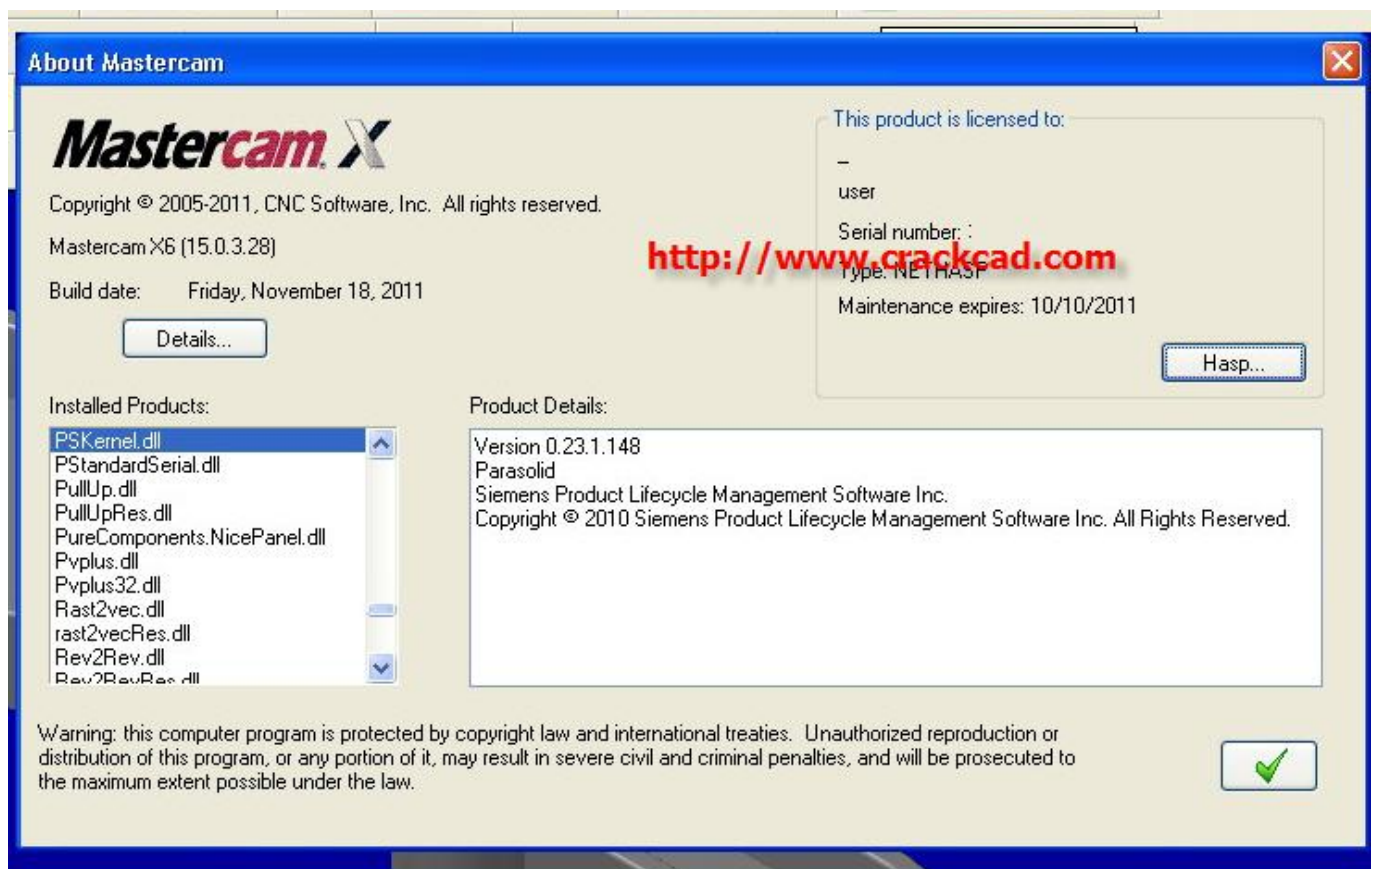 About Mastercam
Mastercam X
Copyright © 2005-2011, CNC Software, Inc. All rights reserved.
Mastercam X6 (15.0.3.28)
Build date: Friday, November 18, 2011
Details...
This product is licensed to:
_
user
Serial number: :
http://www.crackcad.com
Type: NETHASP
Maintenance expires: 10/10/2011
Hasp...
Installed Products:
PSKernel.dll
PStandardSerial.dll
PullUp.dll
PullUpRes.dll
PureComponents.NicePanel.dll
Pvplus.dll
Pvplus32.dll
Rast2vec.dll
rast2vecRes.dll
Rev2Rev.dll
Rev2RevRes.dll
Product Details:
Version 0.23.1.148
Parasolid
Siemens Product Lifecycle Management Software Inc.
Copyright © 2010 Siemens Product Lifecycle Management Software Inc. All Rights Reserved.
Warning: this computer program is protected by copyright law and international treaties. Unauthorized reproduction or
distribution of this program, or any portion of it, may result in severe civil and criminal penalties, and will be prosecuted to
the maximum extent possible under the law.